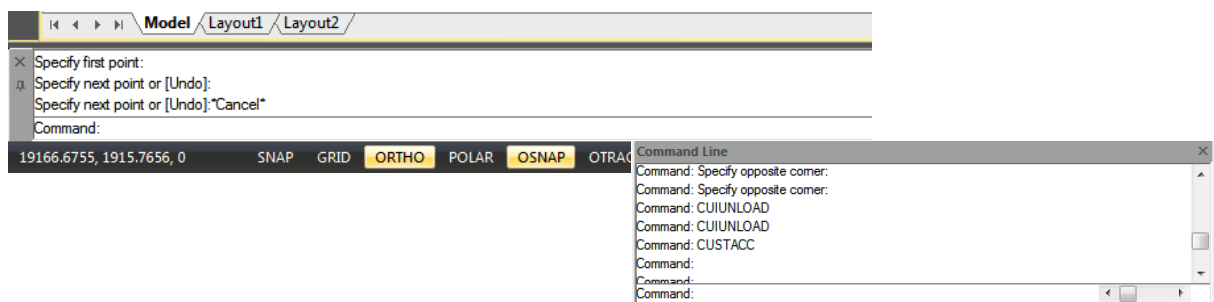 Model Layout1 Layout2
Specify first point:
Specify next point or [Undo]:
Specify next point or [Undo]:*Cancel*
Command:
19166.6755, 1915.7656, 0 SNAP GRID ORTHO POLAR OSNAP OTRAC
Command Line
Command: Specify opposite corner:
Command: Specify opposite corner:
Command: CUIUNLOAD
Command: CUIUNLOAD
Command: CUSTACC
Command:
Command:
Command: